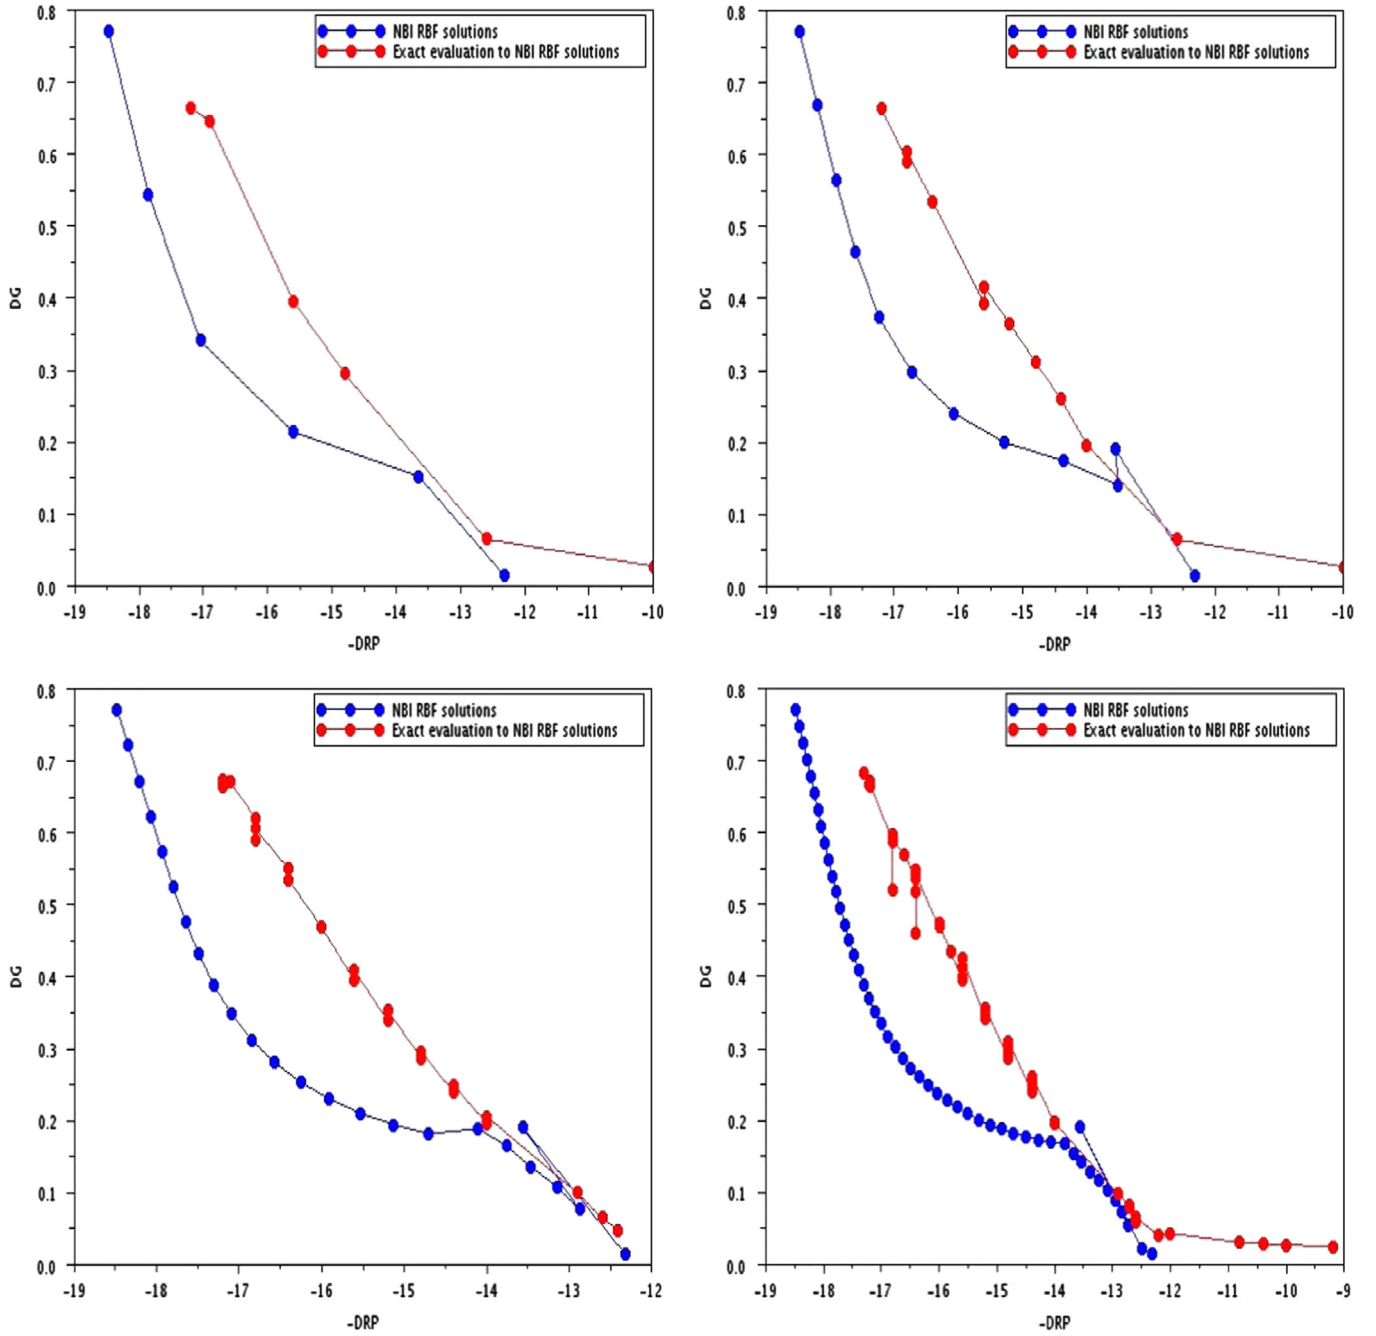 NBI RBF solutions
Exact evaluation to NBI RBF solutions
0.8
0.7
0.6
0.5
0.4
0.3
0.2
0.1
0.0
DG
-19 -18 -17 -16 -15 -14 -13 -12 -11 -10
-DRP
NBI RBF solutions
Exact evaluation to NBI RBF solutions
0.8
0.7
0.6
0.5
0.4
0.3
0.2
0.1
0.0
DG
-19 -18 -17 -16 -15 -14 -13 -12 -11 -10
-DRP
NBI RBF solutions
Exact evaluation to NBI RBF solutions
0.8
0.7
0.6
0.5
0.4
0.3
0.2
0.1
0.0
DG
-19 -18 -17 -16 -15 -14 -13 -12
-DRP
NBI RBF solutions
Exact evaluation to NBI RBF solutions
0.8
0.7
0.6
0.5
0.4
0.3
0.2
0.1
0.0
DG
-19 -18 -17 -16 -15 -14 -13 -12 -11 -10 -9
-DRP